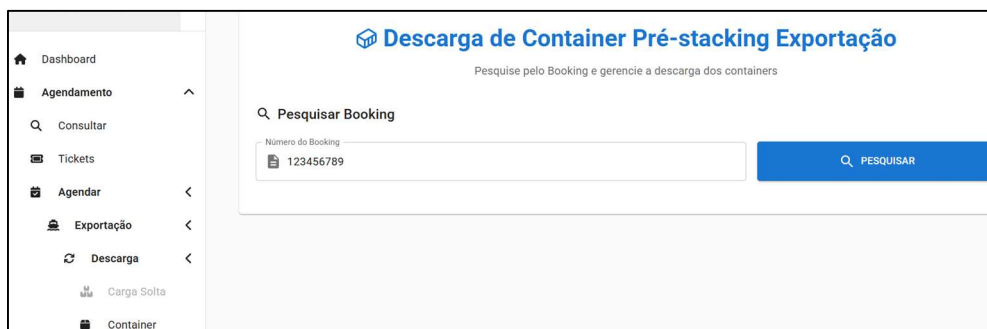 Dashboard
Agendamento
Consultar
Tickets
Agendar
Exportação
Descarga
Carga Solta
Container
Descarga de Container Pré-stacking Exportação
Pesquise pelo Booking e gerencie a descarga dos containers
Pesquisar Booking
Número do Booking
123456789
PESQUISAR